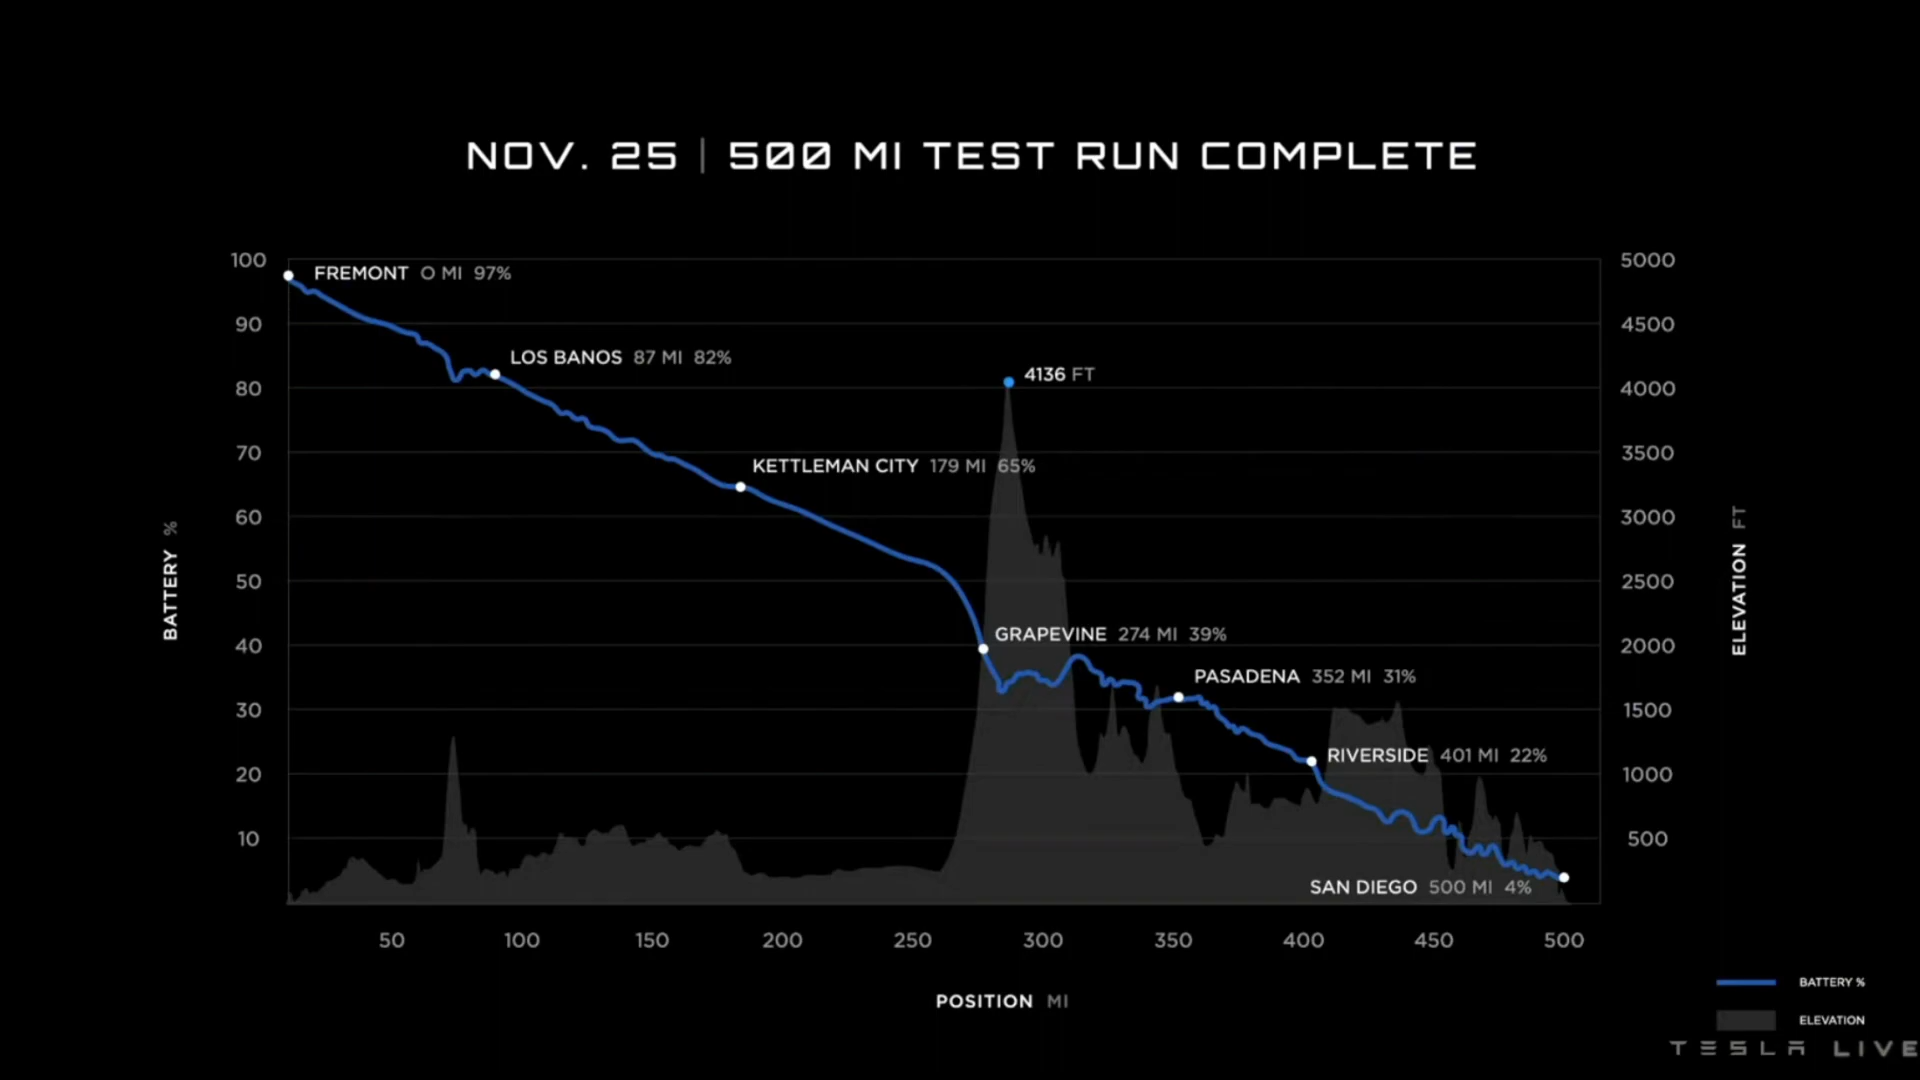 NOV. 25 | 500 MI TEST RUN COMPLETE
100
90
80
70
60
50
40
30
20
10
BATTERY %
5000
4500
4000
3500
3000
2500
2000
1500
1000
500
ELEVATION FT
FREMONT O MI 97%
LOS BANOS 87 MI 82%
4136 FT
KETTLEMAN CITY 179 MI 65%
GRAPEVINE 274 MI 39%
PASADENA 352 MI 31%
RIVERSIDE 401 MI 22%
SAN DIEGO 500 MI 4%
50 100 150 200 250 300 350 400 450 500
POSITION MI
BATTERY %
ELEVATION
TESLA LIVE